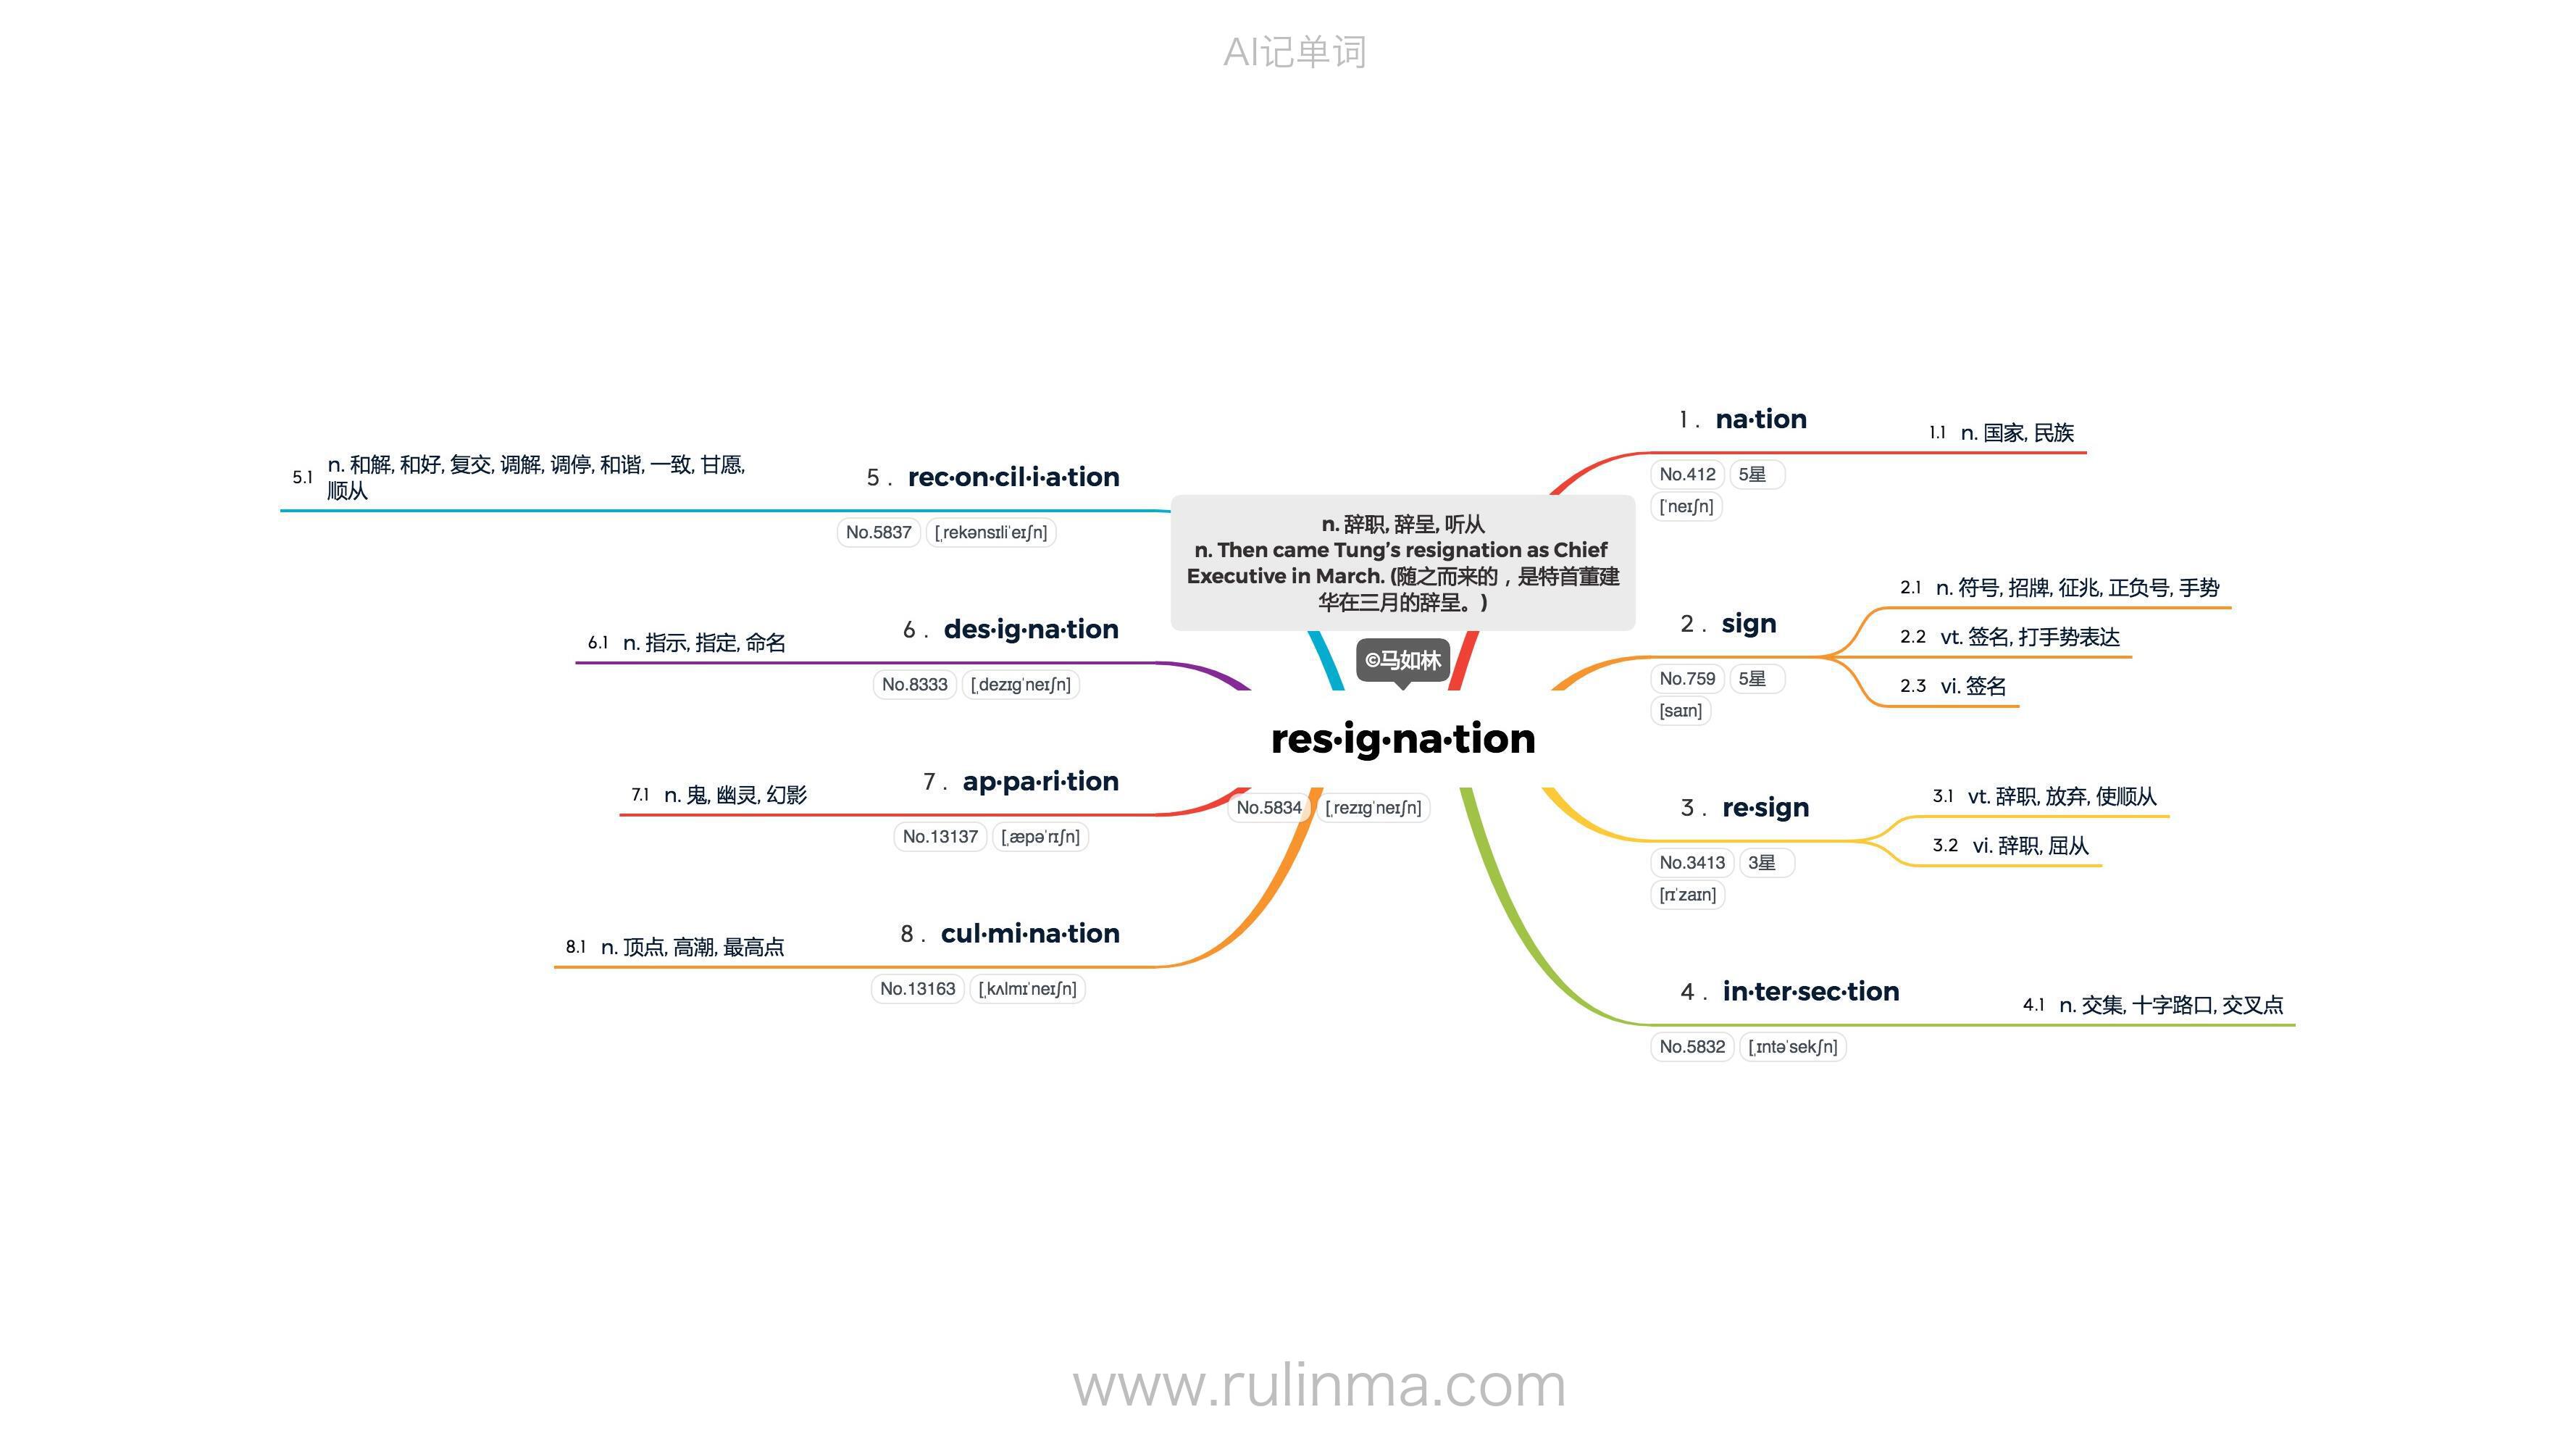 AI记单词
n. 辞职, 辞呈, 听从
n. Then came Tung’s resignation as Chief
Executive in March. (随之而来的，是特首董建
华在三月的辞呈。)
©马如林
res·ig·na·tion
No.5834 [ˌrezɪɡˈneɪʃn]
1 . na·tion
No.412 5星
[ˈneɪʃn]
1.1 n. 国家, 民族
2 . sign
No.759 5星
[saɪn]
2.1 n. 符号, 招牌, 征兆, 正负号, 手势
2.2 vt. 签名, 打手势表达
2.3 vi. 签名
3 . re·sign
No.3413 3星
[rɪˈzaɪn]
3.1 vt. 辞职, 放弃, 使顺从
3.2 vi. 辞职, 屈从
4 . in·ter·sec·tion
No.5832 [ˌɪntəˈsekʃn]
4.1 n. 交集, 十字路口, 交叉点
5 . rec·on·cil·i·a·tion
No.5837 [ˌrekənsɪliˈeɪʃn]
5.1 n. 和解, 和好, 复交, 调解, 调停, 和谐, 一致, 甘愿,
顺从
6 . des·ig·na·tion
No.8333 [ˌdezɪɡˈneɪʃn]
6.1 n. 指示, 指定, 命名
7 . ap·pa·ri·tion
No.13137 [ˌæpəˈrɪʃn]
7.1 n. 鬼, 幽灵, 幻影
8 . cul·mi·na·tion
No.13163 [ˌkʌlmɪˈneɪʃn]
8.1 n. 顶点, 高潮, 最高点
www.rulinma.com